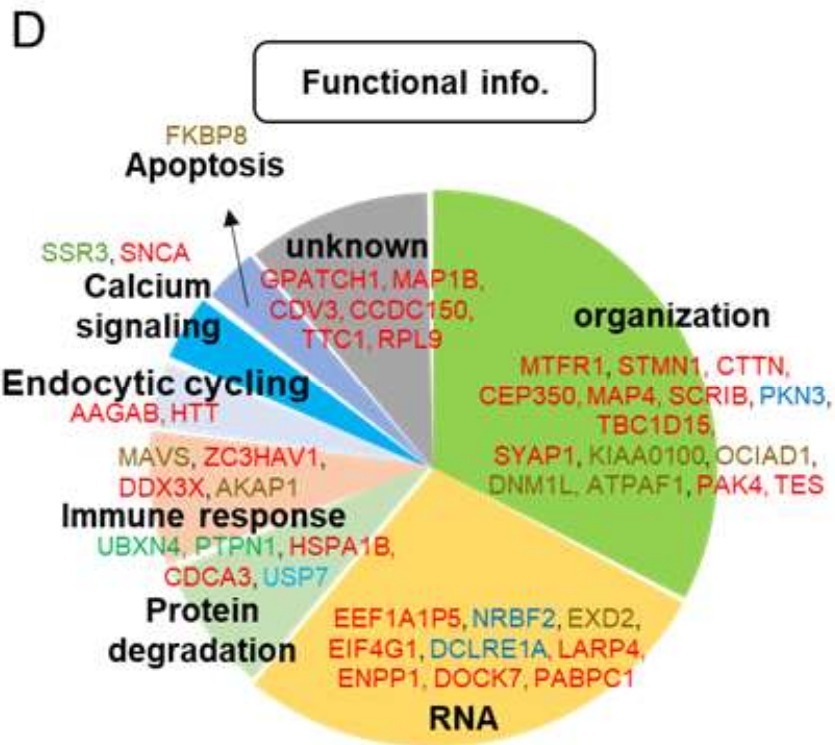 D
Functional info.
FKBP8
Apoptosis
SSR3, SNCA
Calcium
signaling
Endocytic cycling
AAGAB, HTT
MAVS, ZC3HAV1,
DDX3X, AKAP1
Immune response
UBXN4, PTPN1, HSPA1B,
CDCA3, USP7
Protein
degradation
unknown
GPATCH1, MAP1B,
CDV3, CCDC150,
TTC1, RPL9
organization
MTFR1, STMN1, CTTN,
CEP350, MAP4, SCRIB, PKN3,
TBC1D15,
SYAP1, KIAA0100, OCIAD1,
DNM1L, ATPAF1, PAK4, TES
EEF1A1P5, NRBF2, EXD2,
EIF4G1, DCLRE1A, LARP4,
ENPP1, DOCK7, PABPC1
RNA